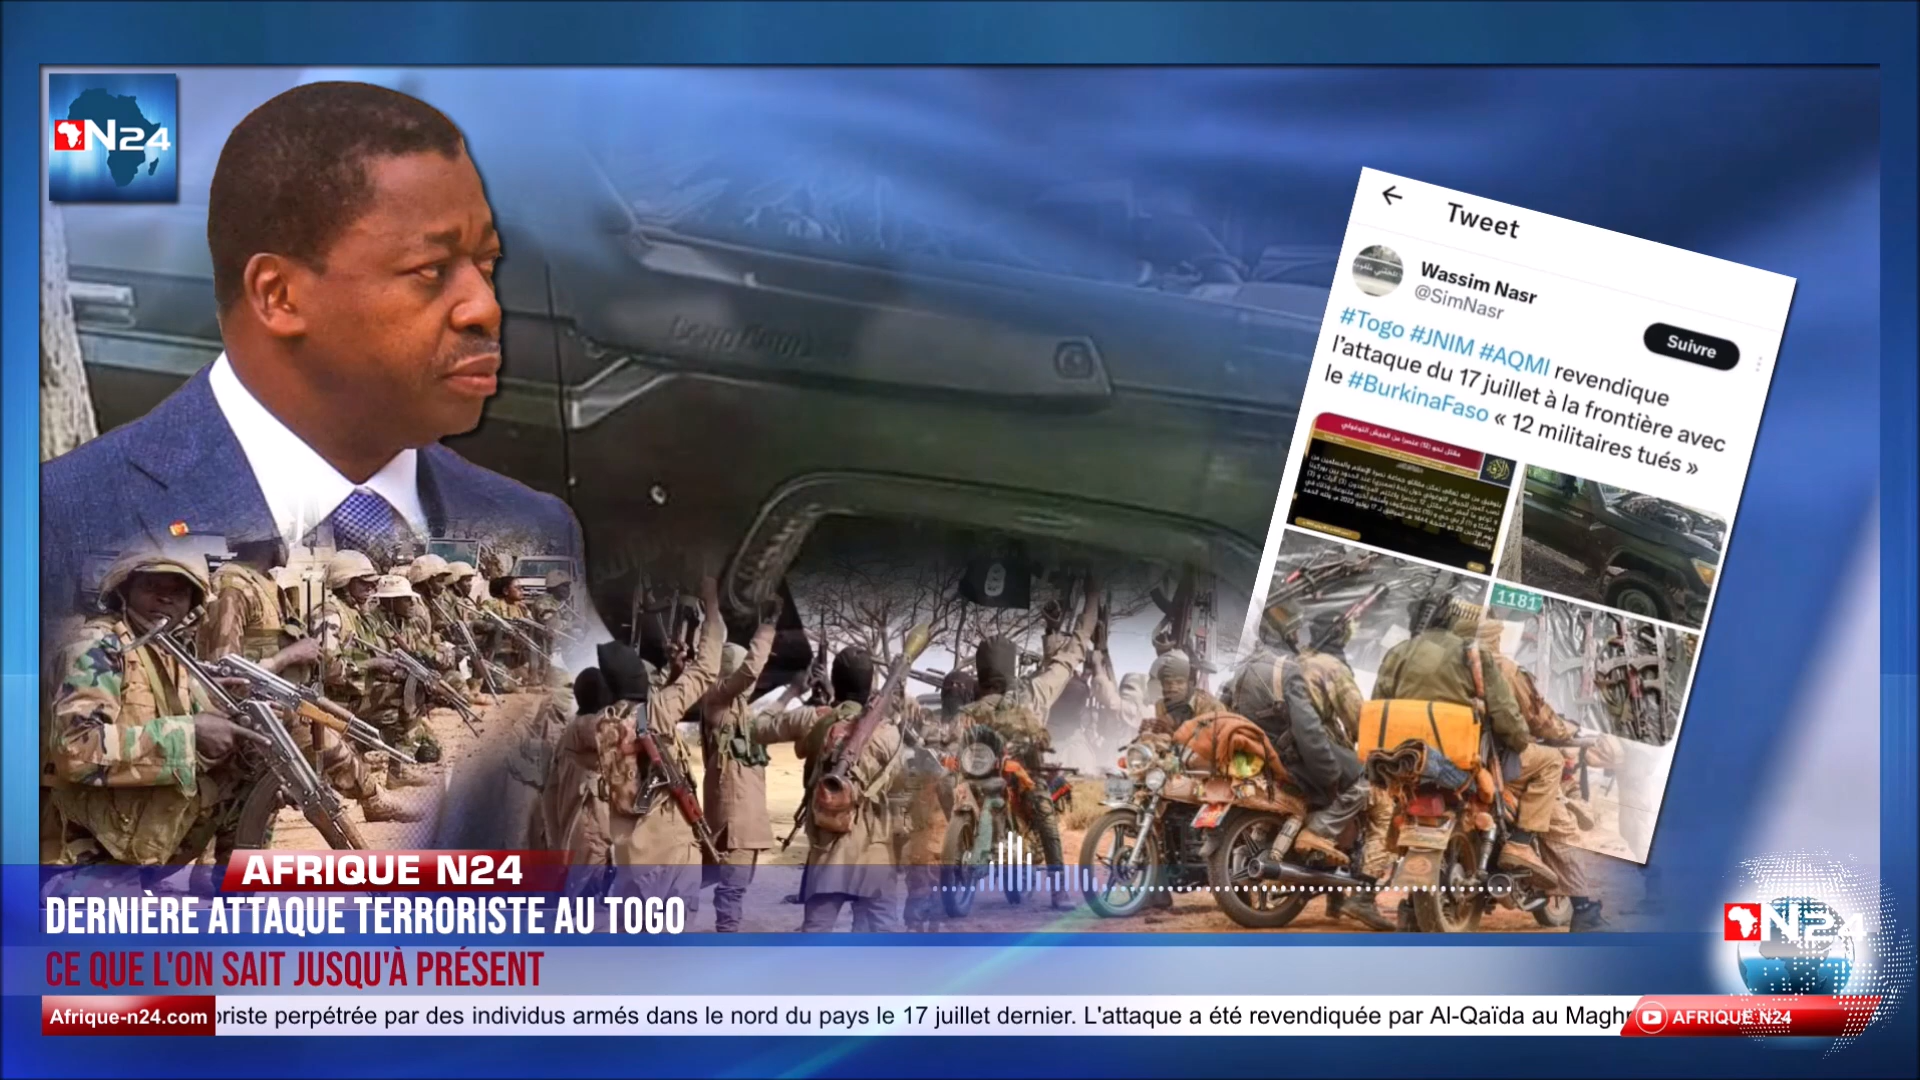 N24
Tweet
Wassim Nasr
@SimNasr
Suivre
#Togo #JNIM #AQMI revendique
l'attaque du 17 juillet à la frontière avec
le #BurkinaFaso « 12 militaires tués »
1181
AFRIQUE N24
DERNIÈRE ATTAQUE TERRORISTE AU TOGO
CE QUE L'ON SAIT JUSQU'À PRÉSENT
Afrique-n24.com
riste perpétrée par des individus armés dans le nord du pays le 17 juillet dernier. L'attaque a été revendiquée par Al-Qaïda au Magh
AFRIQUE N24
N24